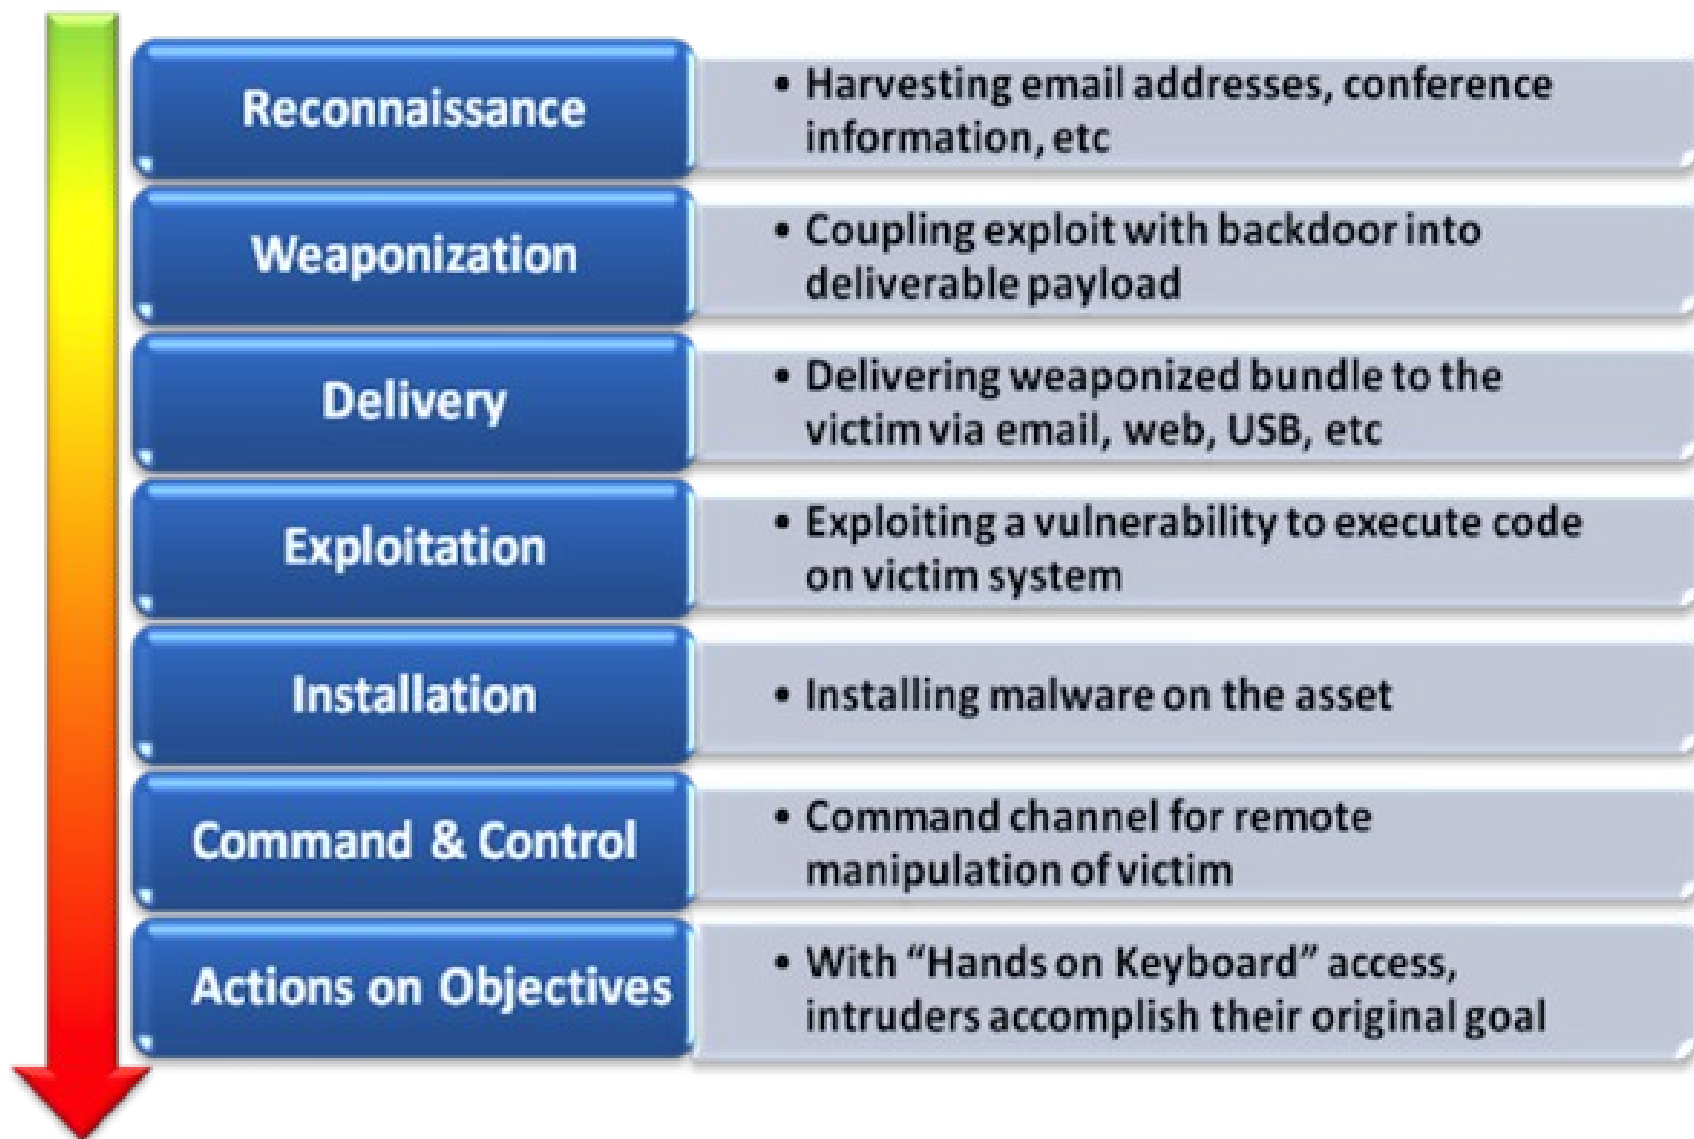 Reconnaissance
• Harvesting email addresses, conference
information, etc
Weaponization
• Coupling exploit with backdoor into
deliverable payload
Delivery
• Delivering weaponized bundle to the
victim via email, web, USB, etc
Exploitation
• Exploiting a vulnerability to execute code
on victim system
Installation
• Installing malware on the asset
Command & Control
• Command channel for remote
manipulation of victim
Actions on Objectives
• With “Hands on Keyboard” access,
intruders accomplish their original goal